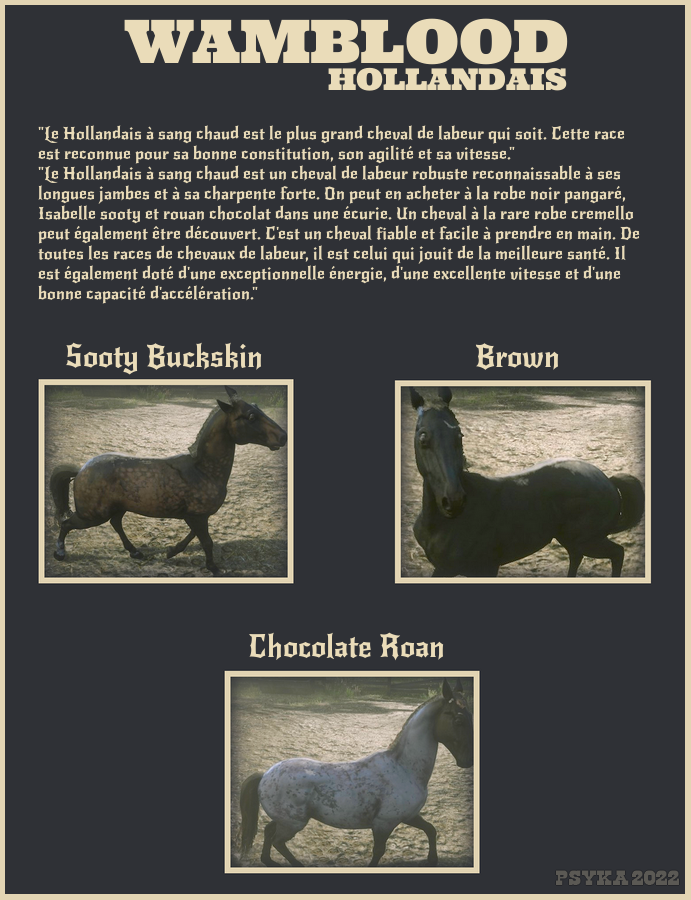 WAMBLOOD
HOLLANDAIS
"Le Hollandais à sang chaud est le plus grand cheval de labeur qui soit. Cette race
est reconnue pour sa bonne constitution, son agilité et sa vitesse."
"Le Hollandais à sang chaud est un cheval de labeur robuste reconnaissable à ses
longues jambes et à sa charpente forte. On peut en acheter à la robe noir pangaré,
Isabelle sooty et rouan chocolat dans une écurie. Un cheval à la rare robe cremello
peut également être découvert. C'est un cheval fiable et facile à prendre en main. De
toutes les races de chevaux de labeur, il est celui qui jouit de la meilleure santé. Il
est également doté d'une exceptionnelle énergie, d'une excellente vitesse et d'une
bonne capacité d'accélération."
Sooty Buckskin
Brown
Chocolate Roan
PSYKA 2022